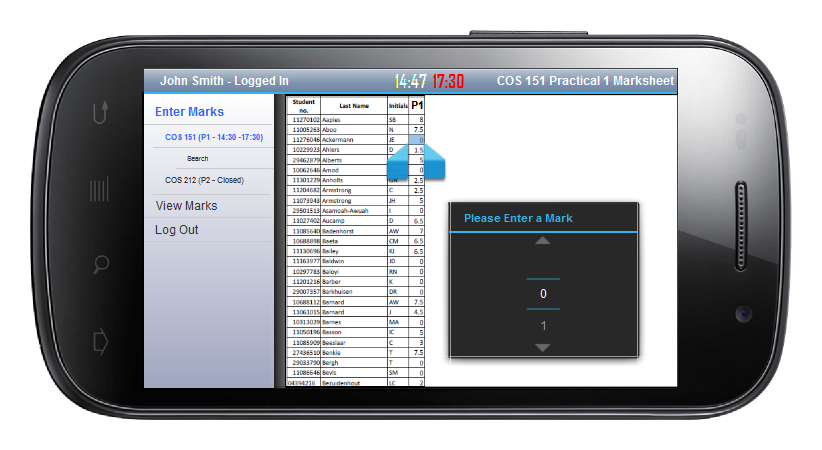 John Smith - Logged In 14:47 17:30 COS 151 Practical 1 Marksheet
Enter Marks
COS 151 (P1 - 14:30 -17:30)
Search
COS 212 (P2 - Closed)
View Marks
Log Out
Student no. Last Name Initials P1
11270102 Aapies SB 8
11005263 Aboo N 7.5
11276046 Ackermann JE 0
10229923 Ahlers D 1.5
29462879 Alberts 5
10062646 Amod 0
11301229 Anholts GN 2.5
11204682 Armstrong C 2.5
11073943 Armstrong JH 5
29501513 Asamoah-Awuah I 0
11027402 Aucamp D 6.5
11085640 Badenhorst AW 7
10688898 Baeta CM 6.5
11130696 Bailey KJ 6.5
11163977 Baldwin JD 0
10297783 Baloyi RN 0
11201216 Barber K 0
29007357 Barkhuisen DR 0
10688112 Barnard AW 7.5
11061015 Barnard J 4.5
10313029 Barnes MA 0
11050196 Basson IC 5
11085909 Beeslaar C 3
27436510 Benkie T 7.5
29033790 Bergh T 0
11086646 Bevis SM 0
04394216 Bezuidenhout LC 2
Please Enter a Mark
0
1